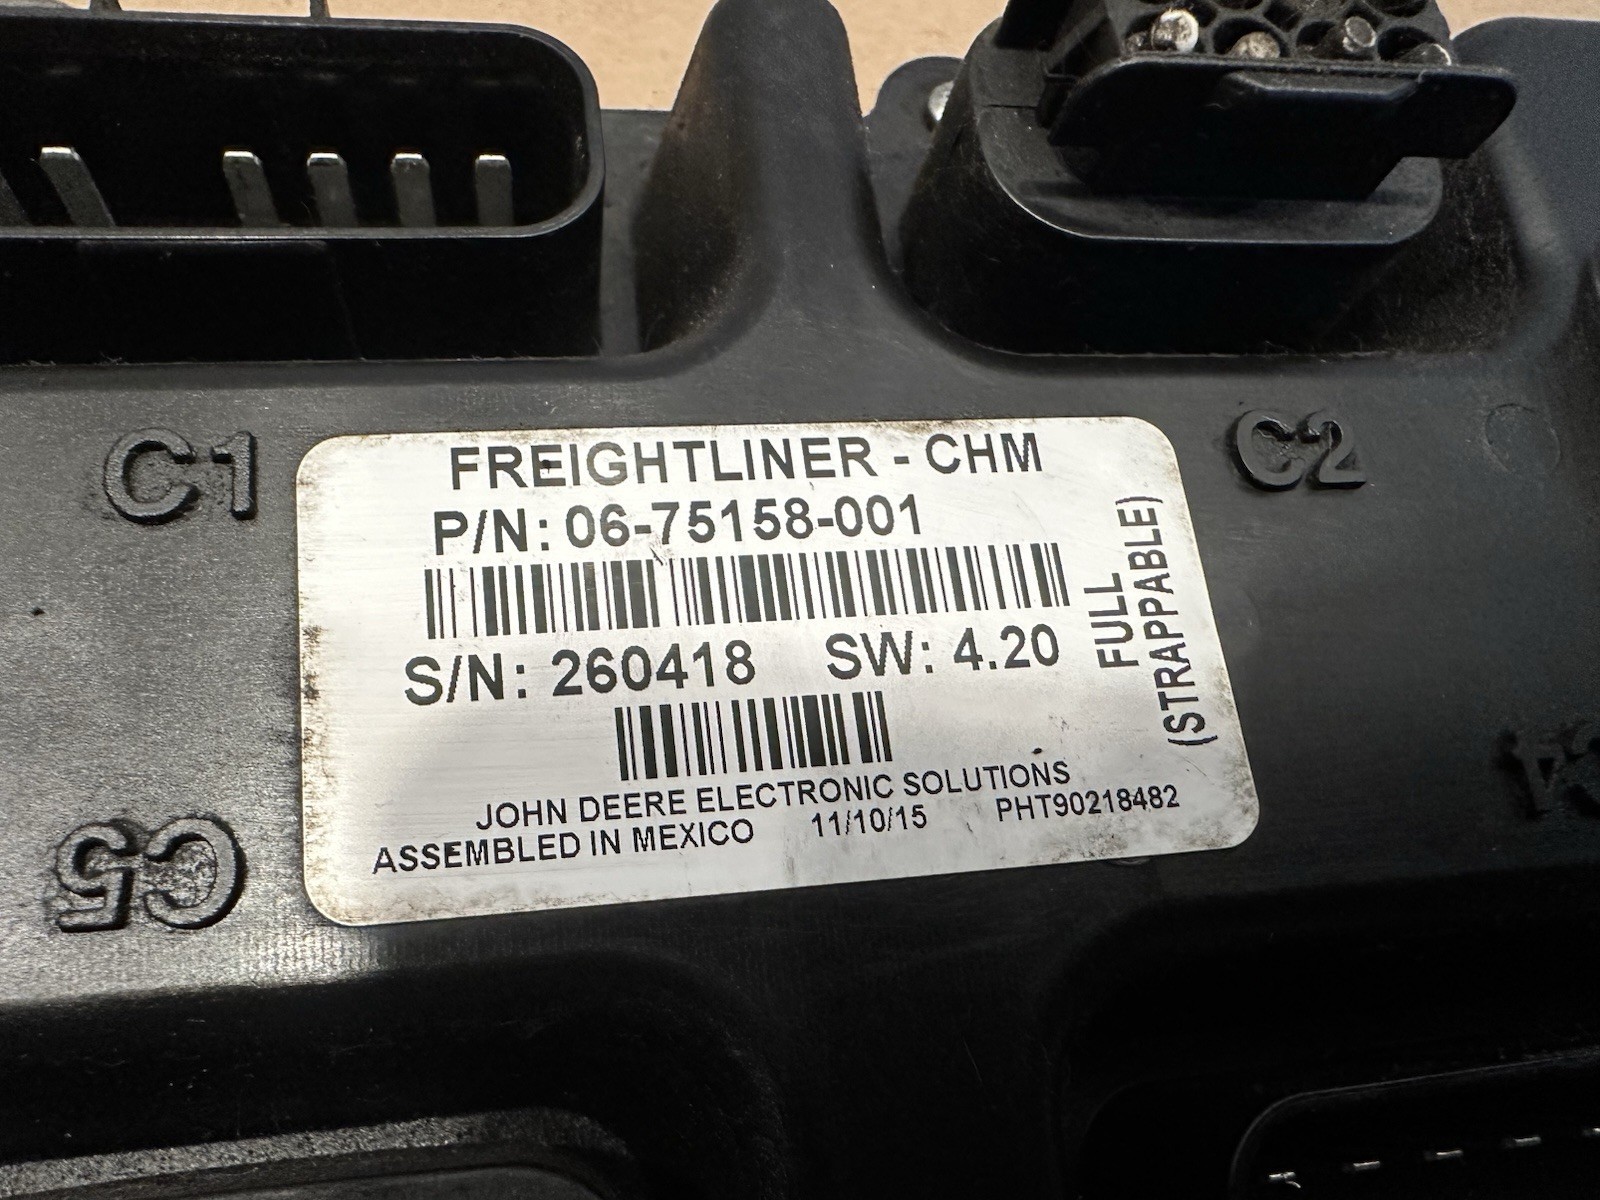 C1
C2
FREIGHTLINER - CHM
P/N: 06-75158-001
S/N: 260418 SW: 4.20
FULL
(STRAPPABLE)
JOHN DEERE ELECTRONIC SOLUTIONS
ASSEMBLED IN MEXICO 11/10/15 PHT90218482
C5
C4